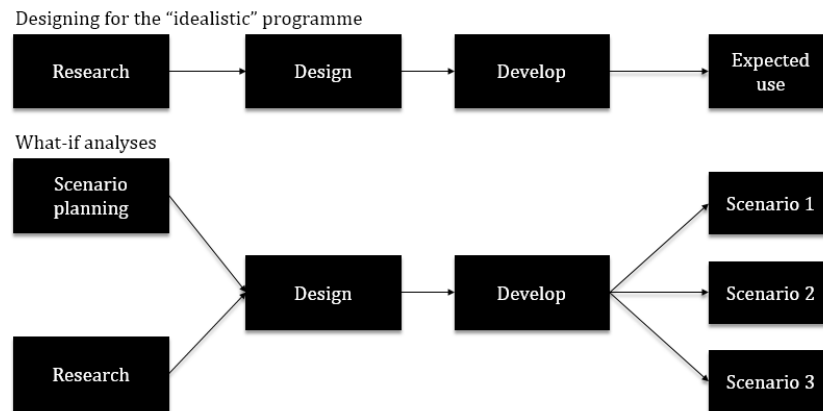 Designing for the “idealistic” programme
Research
Design
Develop
Expected
use
What-if analyses
Scenario
planning
Research
Design
Develop
Scenario 1
Scenario 2
Scenario 3